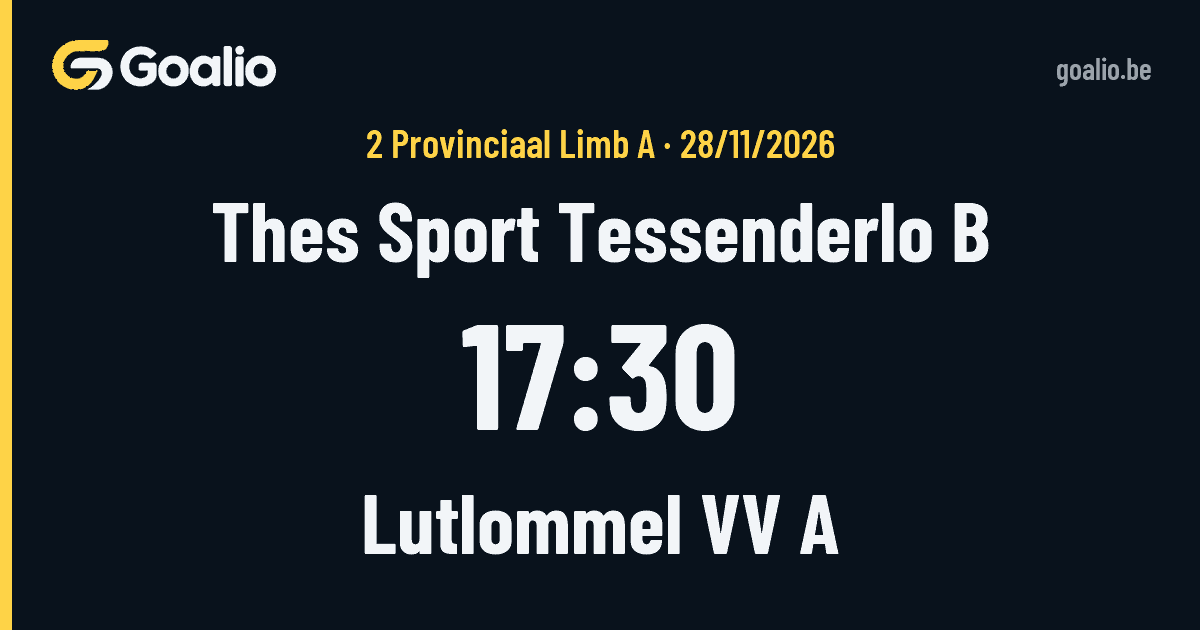 Goalio
goalio.be
2 Provinciaal Limb A · 28/11/2026
Thes Sport Tessenderlo B
17:30
Lutlommel VV A